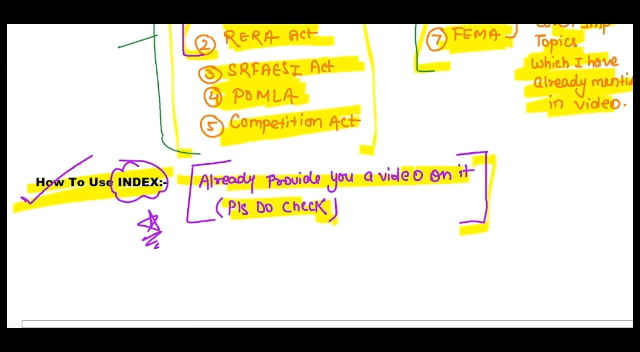 ② RERA Act
③ SRFAESI Act
④ POMLA
⑤ Competition Act
⑦ FEMA
Topics
which I have
already menti
in video.
How To Use INDEX:-
Already Provide you a video on it
(Pls Do Check)